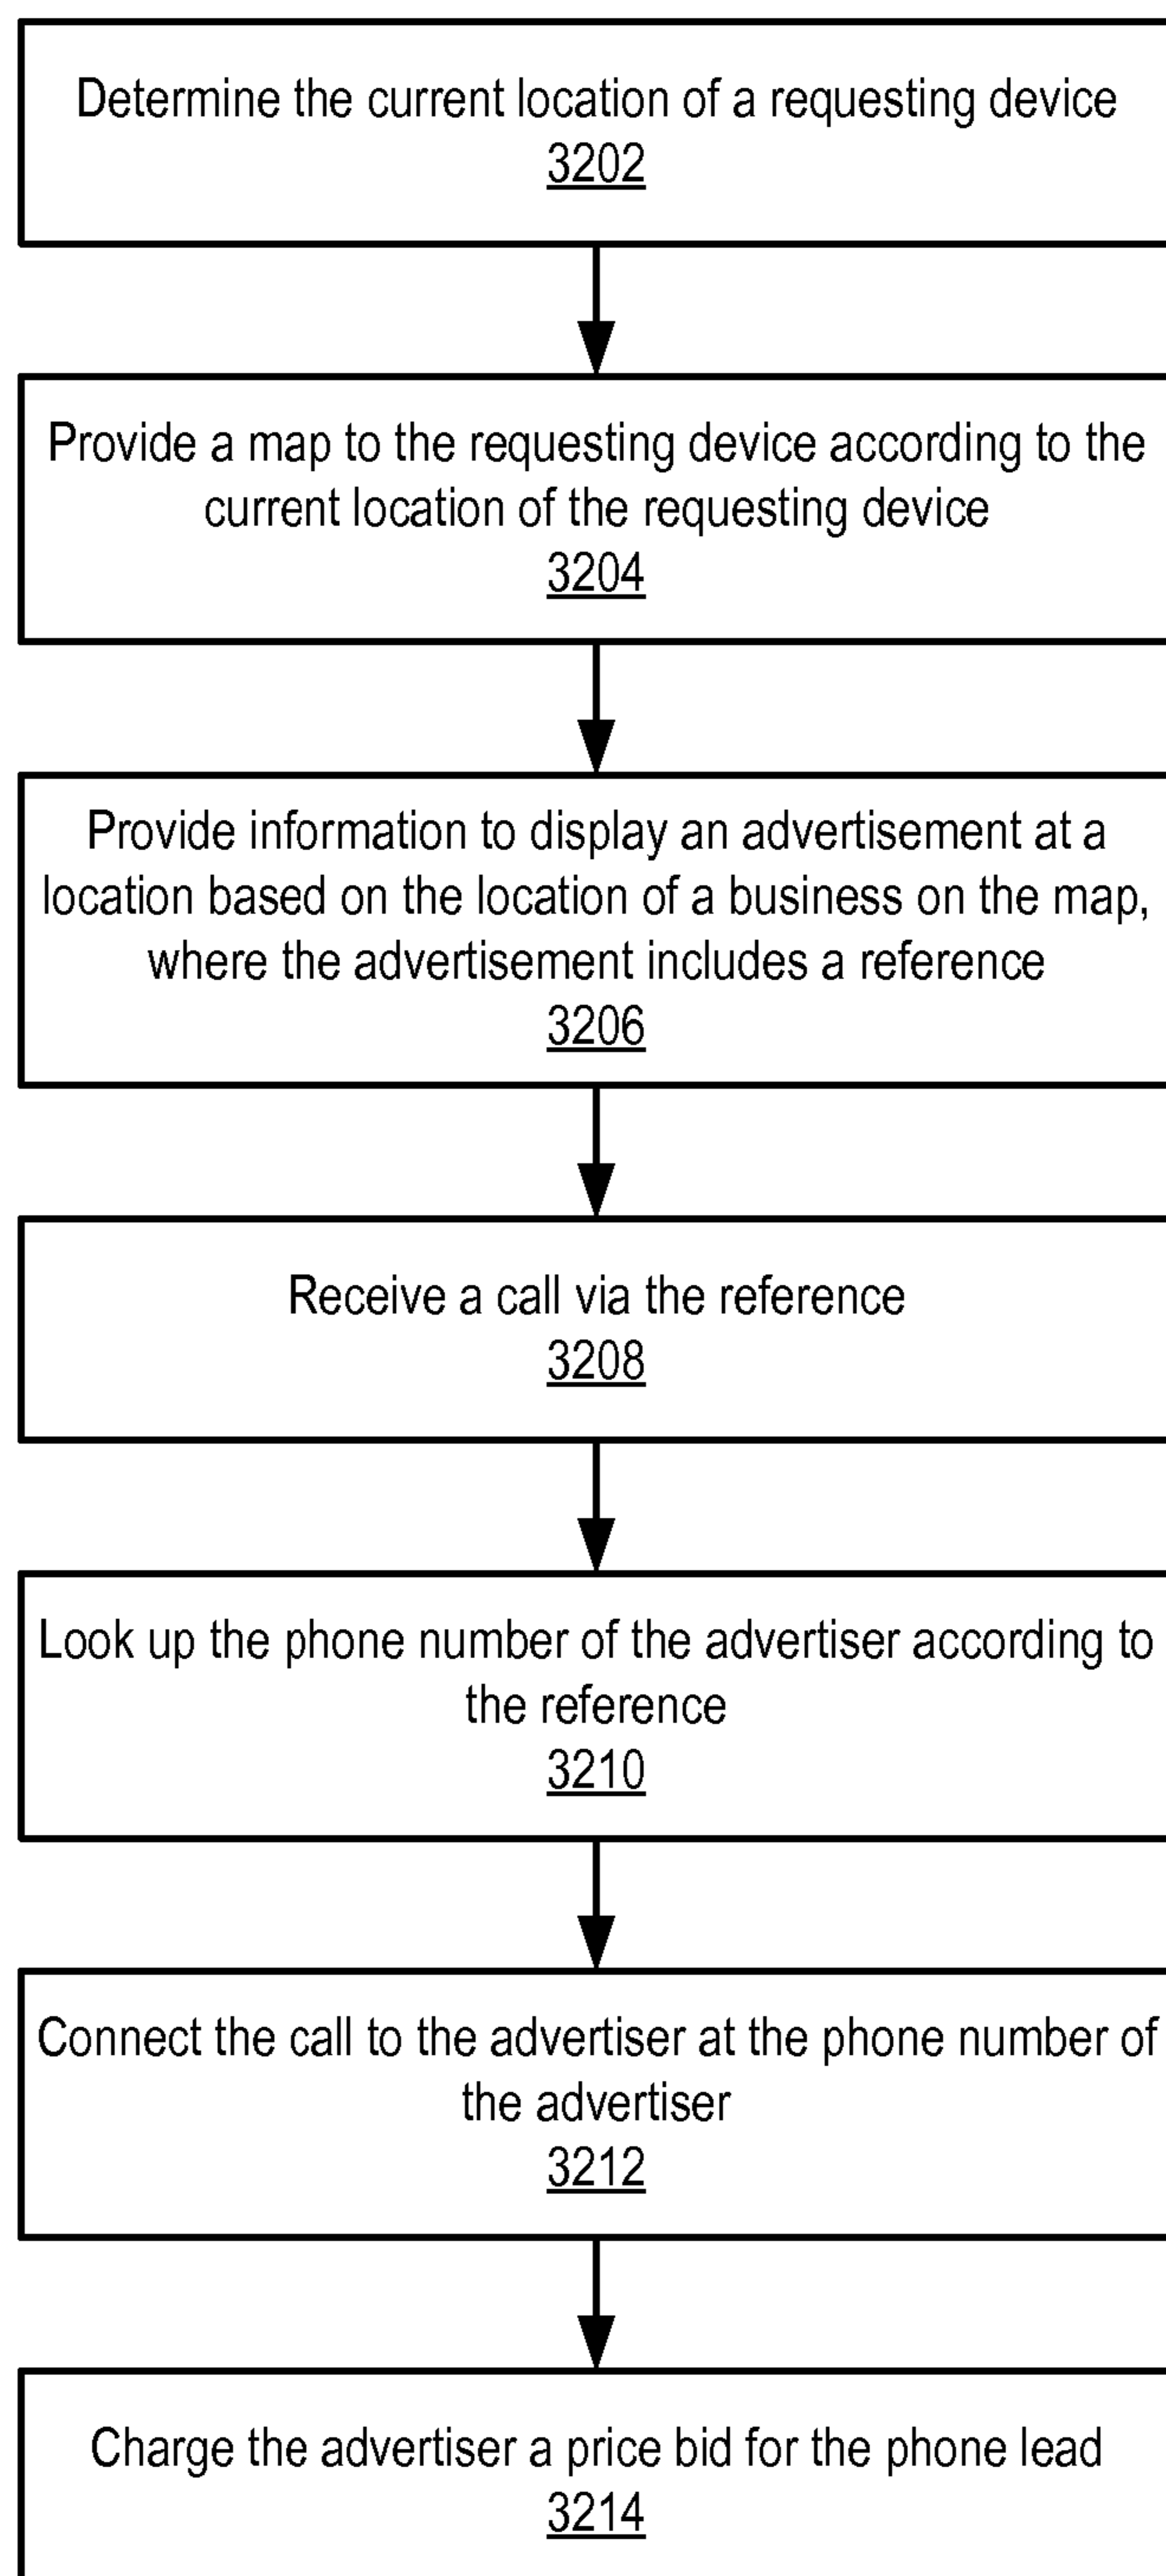 Determine the current location of a requesting device
3202
Provide a map to the requesting device according to the
current location of the requesting device
3204
Provide information to display an advertisement at a
location based on the location of a business on the map,
where the advertisement includes a reference
3206
Receive a call via the reference
3208
Look up the phone number of the advertiser according to
the reference
3210
Connect the call to the advertiser at the phone number of
the advertiser
3212
Charge the advertiser a price bid for the phone lead
3214